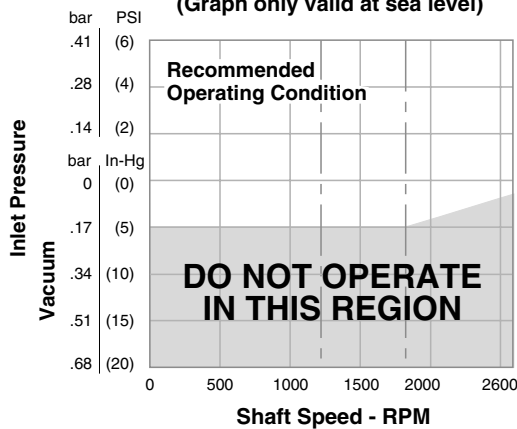 (Graph only valid at sea level)
bar PSI
.41 (6)
.28 (4)
.14 (2)
bar In-Hg
0 (0)
.17 (5)
.34 (10)
.51 (15)
.68 (20)
Inlet Pressure
Vacuum
Recommended
Operating Condition
DO NOT OPERATE
IN THIS REGION
0 500 1000 1500 2000 2600
Shaft Speed - RPM